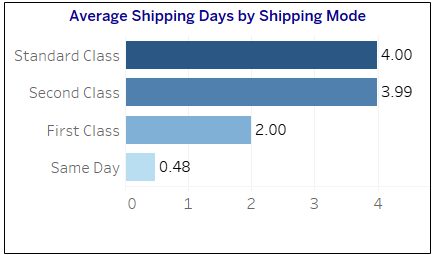 Average Shipping Days by Shipping Mode
Standard Class 4.00
Second Class 3.99
First Class 2.00
Same Day 0.48
0 1 2 3 4